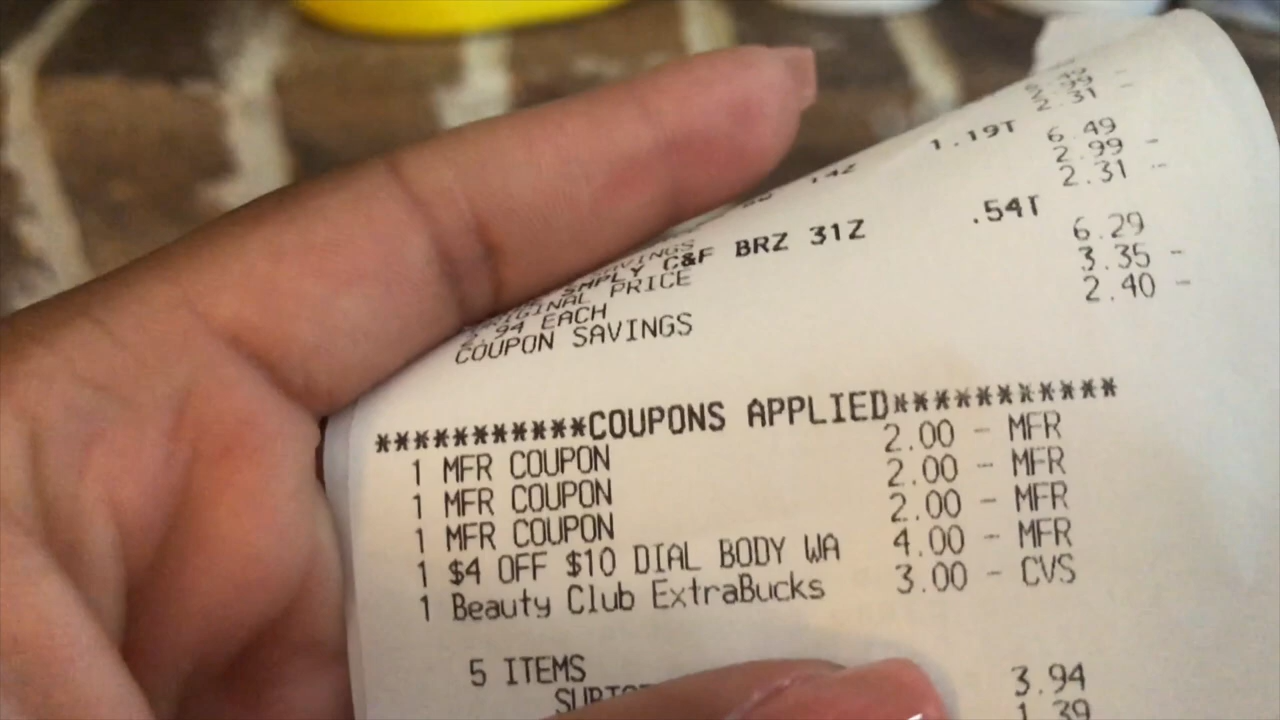 1.19T
6.49
2.99 -
2.31 -
SMPLY C&F BRZ 31Z .54T
ORIGINAL PRICE 6.29
2.94 EACH 3.35 -
COUPON SAVINGS 2.40 -
***********COUPONS APPLIED***********
1 MFR COUPON 2.00 - MFR
1 MFR COUPON 2.00 - MFR
1 MFR COUPON 2.00 - MFR
1 $4 OFF $10 DIAL BODY WA 4.00 - MFR
1 Beauty Club ExtraBucks 3.00 - CVS
5 ITEMS
3.94
1.39